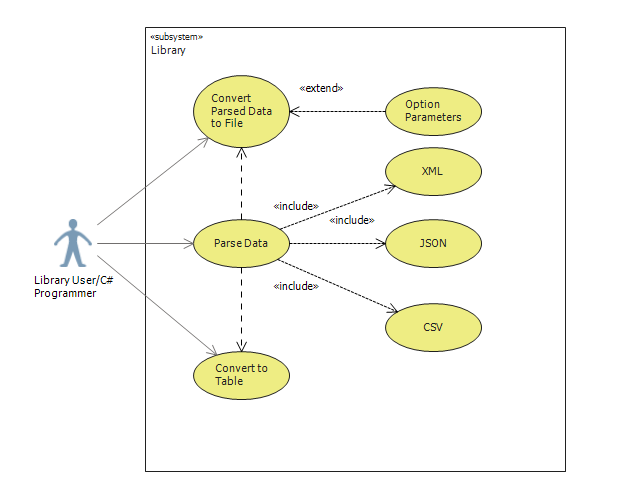 «subsystem»
Library
Convert
Parsed Data
to File
«extend»
Option
Parameters
XML
«include»
«include»
Parse Data
JSON
Library User/C#
Programmer
«include»
CSV
Convert to
Table